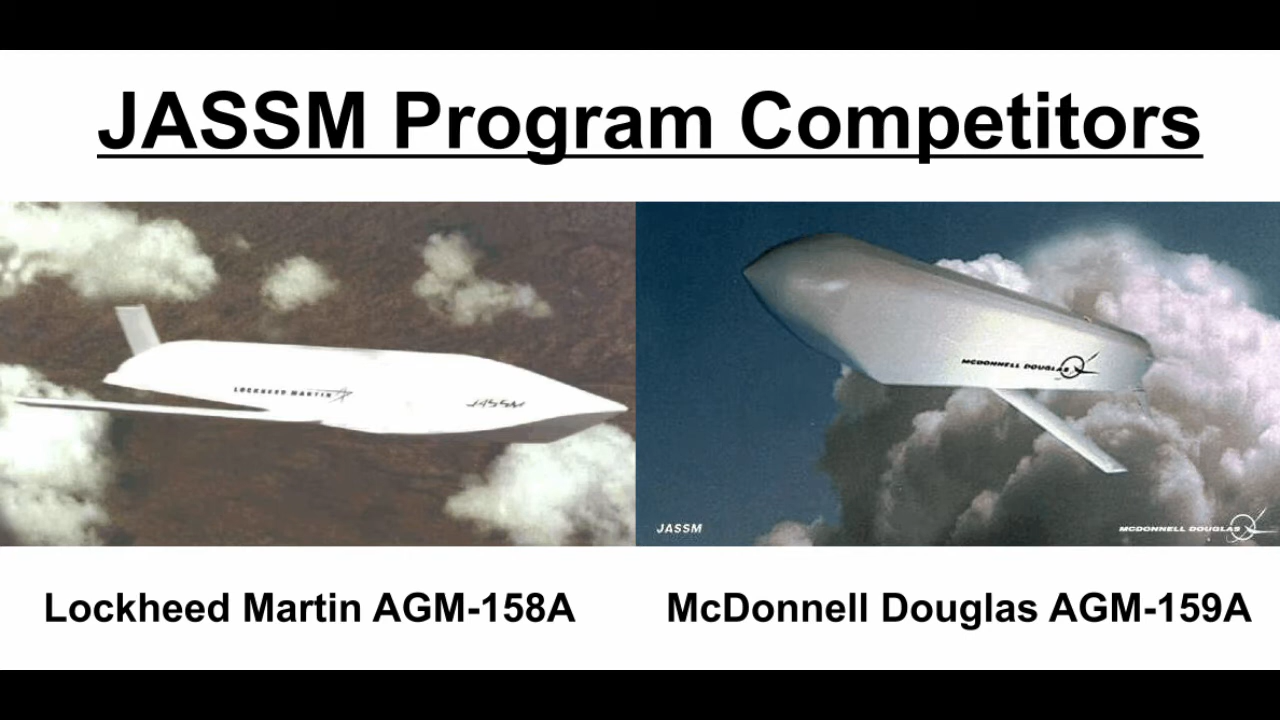 JASSM Program Competitors
LOCKHEED MARTIN
JASSM
MCDONNELL DOUGLAS
JASSM
MCDONNELL DOUGLAS
Lockheed Martin AGM-158A
McDonnell Douglas AGM-159A